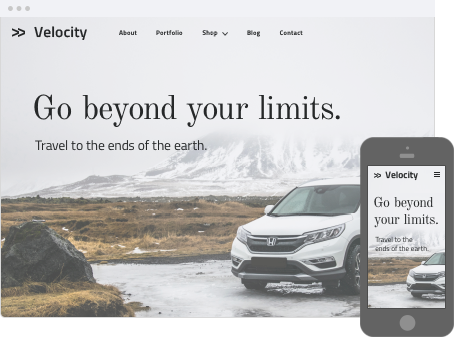 Velocity
About Portfolio Shop Blog Contact
Go beyond your limits.
Travel to the ends of the earth.
Velocity
Go beyond
your limits.
Travel to the
ends of the earth.